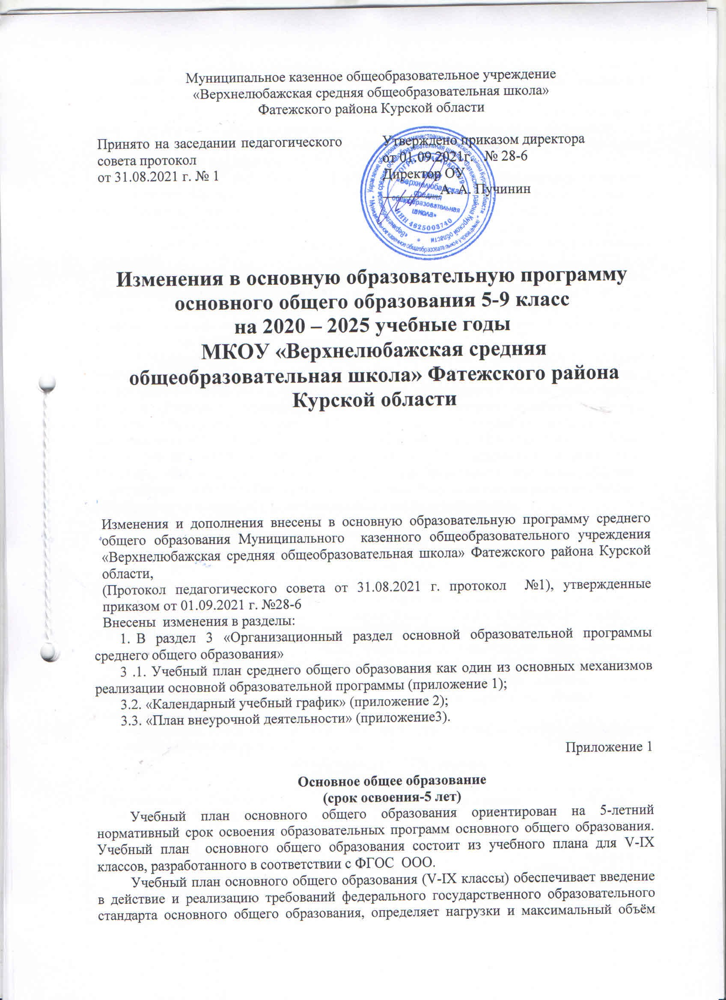 Муниципальное казенное общеобразовательное учреждение
«Верхнелюбажская средняя общеобразовательная школа»
Фатежского района Курской области
Принято на заседании педагогического
совета протокол
от 31.08.2021 г. № 1
Утверждено приказом директора
от 01.09.2021г. № 28-6
Директор ОУ
А. А. Пучинин
«Верхнелюбажская
средняя
общеобразовательная
школа»
ИНН 4625003740
Изменения в основную образовательную программу
основного общего образования 5-9 класс
на 2020 – 2025 учебные годы
МКОУ «Верхнелюбажская средняя
общеобразовательная школа» Фатежского района
Курской области
Изменения и дополнения внесены в основную образовательную программу среднего
общего образования Муниципального казенного общеобразовательного учреждения
«Верхнелюбажская средняя общеобразовательная школа» Фатежского района Курской
области,
(Протокол педагогического совета от 31.08.2021 г. протокол №1), утвержденные
приказом от 01.09.2021 г. №28-6
Внесены изменения в разделы:
1. В раздел 3 «Организационный раздел основной образовательной программы
среднего общего образования»
3 .1. Учебный план среднего общего образования как один из основных механизмов
реализации основной образовательной программы (приложение 1);
3.2. «Календарный учебный график» (приложение 2);
3.3. «План внеурочной деятельности» (приложение3).
Приложение 1
Основное общее образование
(срок освоения-5 лет)
Учебный план основного общего образования ориентирован на 5-летний
нормативный срок освоения образовательных программ основного общего образования.
Учебный план основного общего образования состоит из учебного плана для V-IX
классов, разработанного в соответствии с ФГОС ООО.
Учебный план основного общего образования (V-IX классы) обеспечивает введение
в действие и реализацию требований федерального государственного образовательного
стандарта основного общего образования, определяет нагрузки и максимальный объём